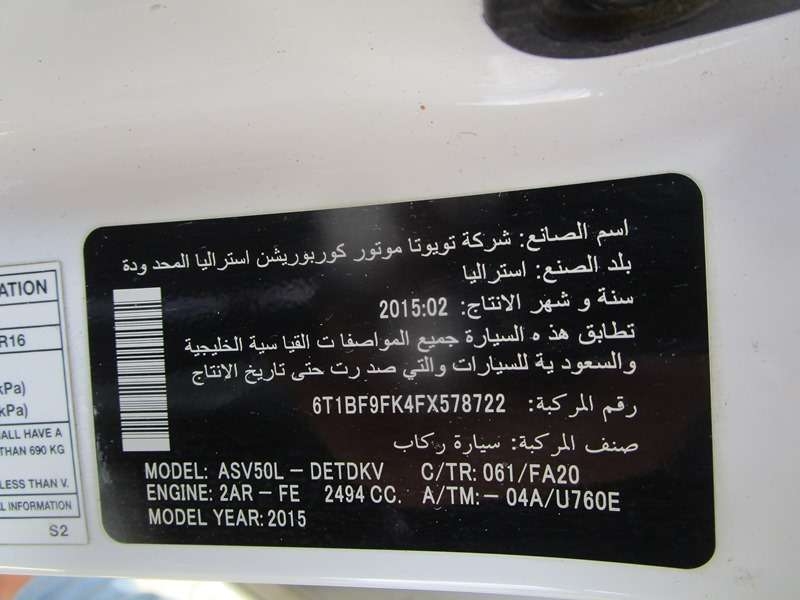 اسم الصانع: شركة تويوتا موتور كوربوريشن استراليا المحدودة
بلد الصنع: استراليا
سنة و شهر الانتاج: 2015:02
تطابق هذه السيارة جميع المواصفات القياسية الخليجية
والسعودية للسيارات والتي صدرت حتى تاريخ الانتاج
رقم المركبة: 6T1BF9FK4FX578722
صنف المركبة: سيارة ركاب
MODEL: ASV50L - DETDKV C/TR: 061/FA20
ENGINE: 2AR - FE 2494 CC. A/TM: - 04A/U760E
MODEL YEAR: 2015
ATION
R16
kPa)
kPa)
ALL HAVE A
THAN 690 KG
LESS THAN V.
L INFORMATION
S2